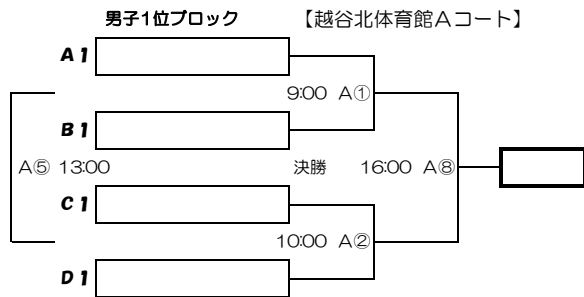 男子1位ブロック 【越谷北体育館Aコート】
A1
9:00 A①
B1
A⑤ 13:00 決勝 16:00 A⑧
C1
10:00 A②
D1